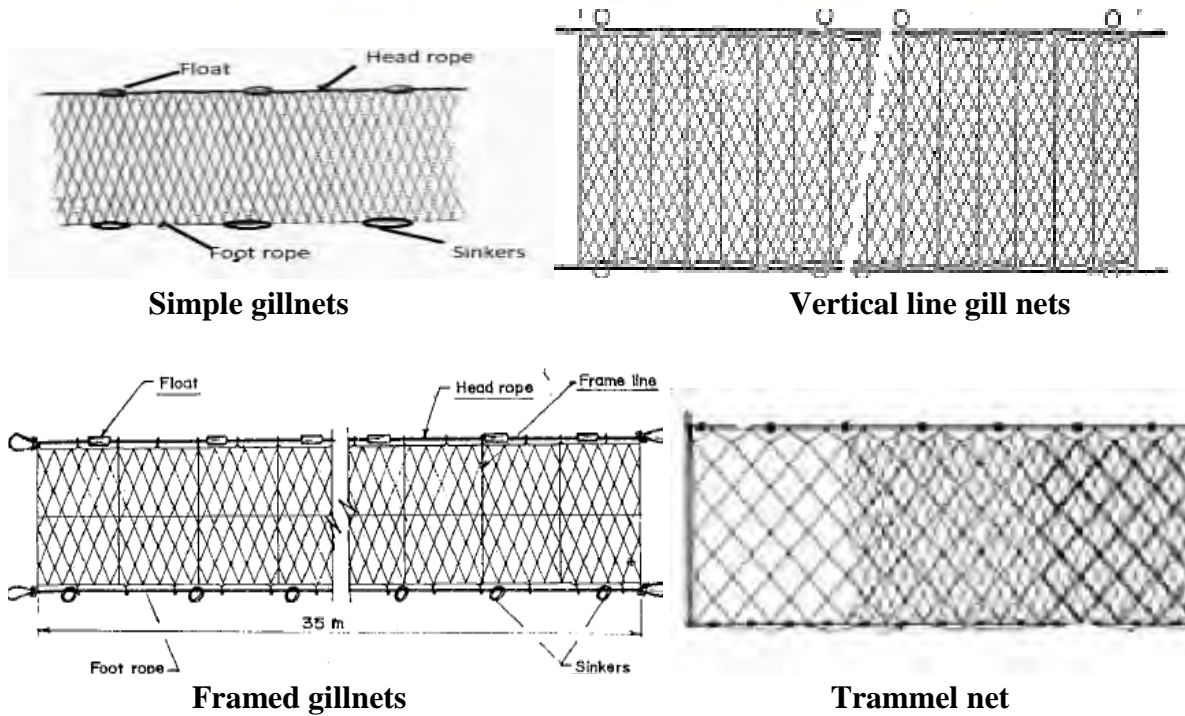 Float
Head rope
Foot rope
Sinkers
Simple gillnets
Vertical line gill nets
Float
Head rope
Frame line
35 m
Foot rope
Sinkers
Framed gillnets
Trammel net